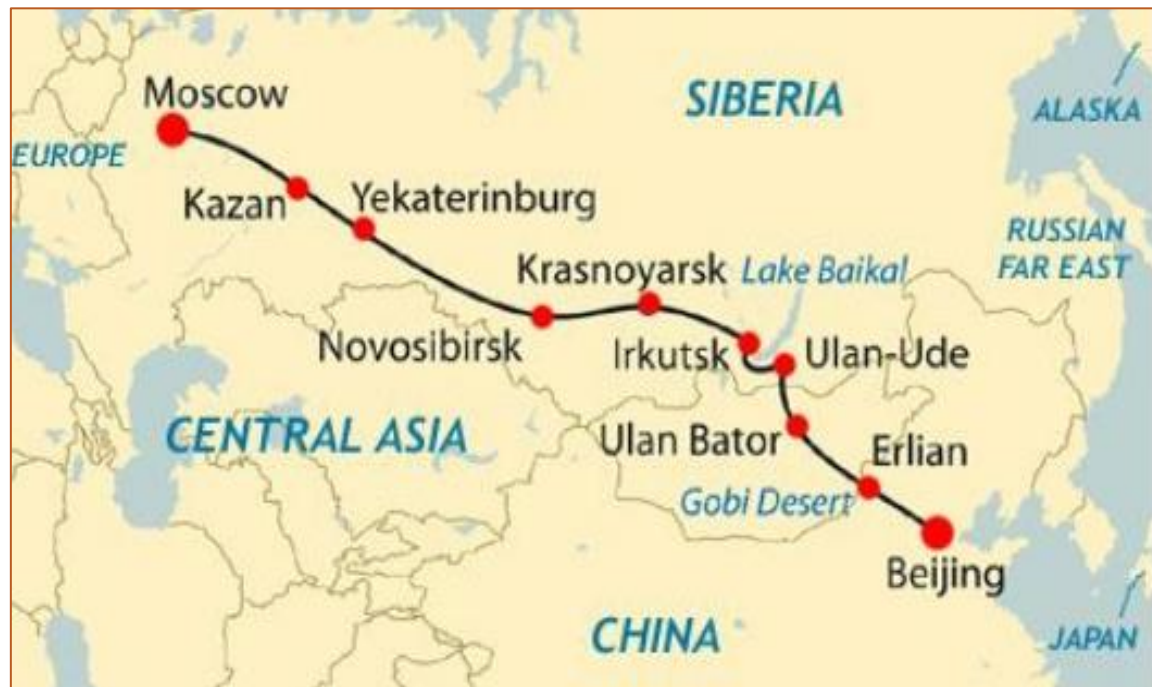 Moscow
SIBERIA
ALASKA
EUROPE
Kazan
Yekaterinburg
RUSSIAN
FAR EAST
Krasnoyarsk
Lake Baikal
Novosibirsk
Irkutsk
Ulan-Ude
CENTRAL ASIA
Ulan Bator
Erlian
Gobi Desert
Beijing
CHINA
JAPAN